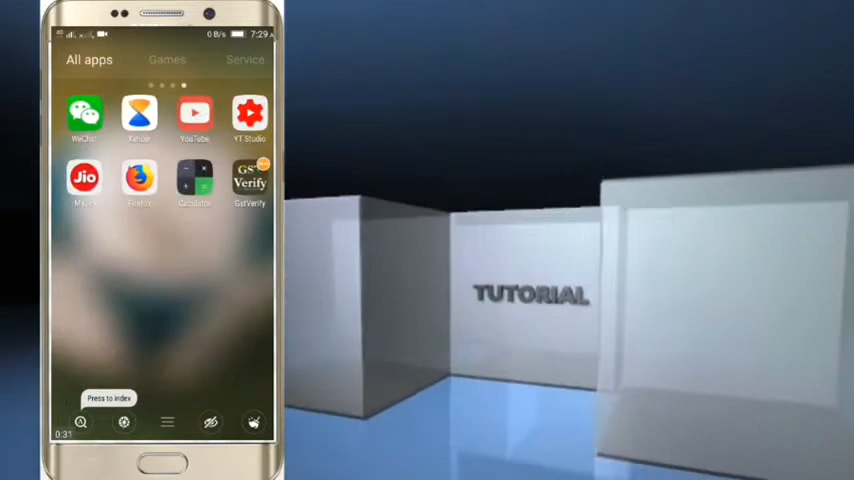 4G 0 B/s 7:29
All apps Games Service
WeChat Xender YouTube YT Studio
Jio
GST
Verify
MyJio Firefox Calculator GstVerify
TUTORIAL
Press to index
0:31